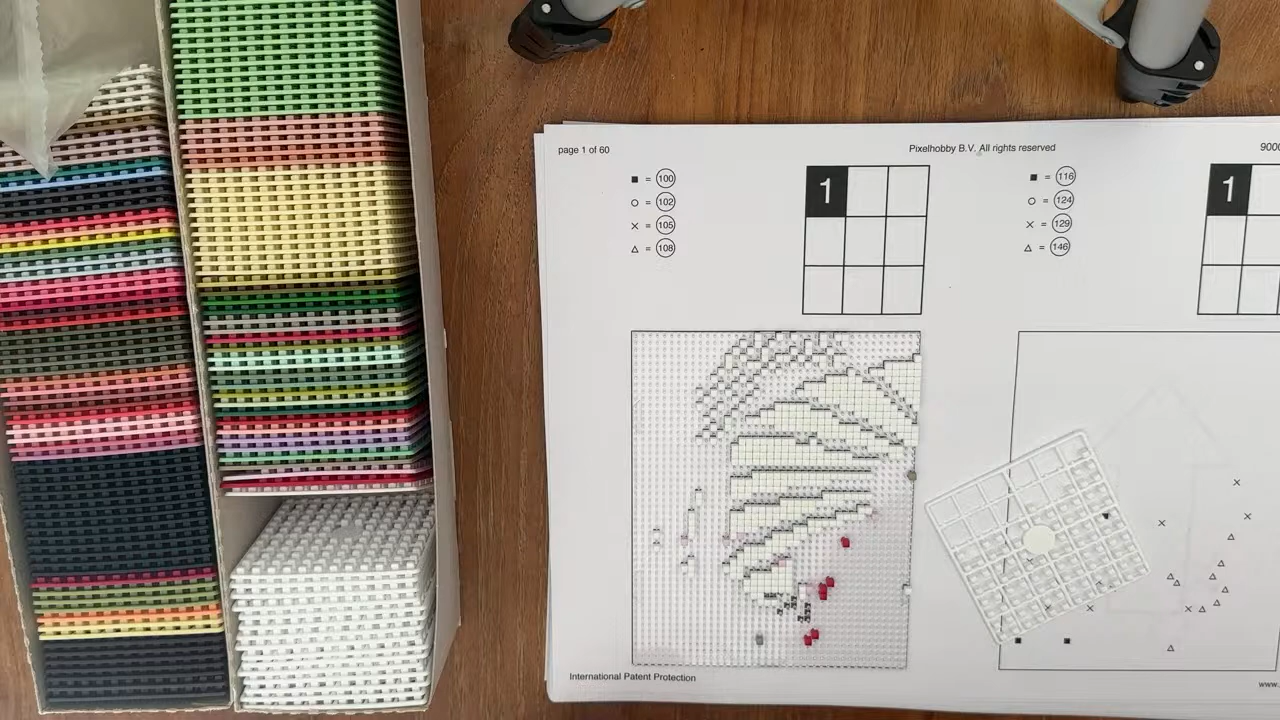 page 1 of 60
Pixelhobby B.V. All rights reserved
9000
■ = 100
○ = 102
× = 105
△ = 108
1
■ = 116
○ = 124
× = 129
△ = 146
1
International Patent Protection
www.